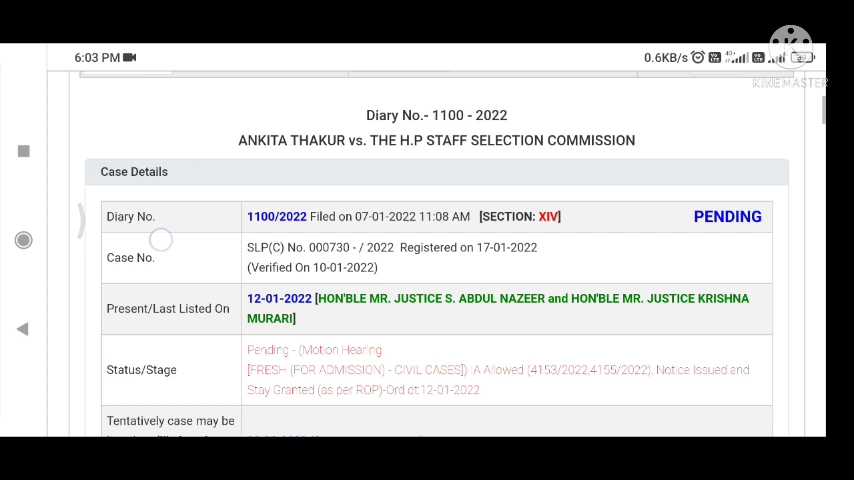 6:03 PM
0.6KB/s
KINEMASTER
Diary No.- 1100 - 2022
ANKITA THAKUR vs. THE H.P STAFF SELECTION COMMISSION
Case Details
Diary No.
1100/2022 Filed on 07-01-2022 11:08 AM [SECTION: XIV]
PENDING
Case No.
SLP(C) No. 000730 - / 2022 Registered on 17-01-2022
(Verified On 10-01-2022)
Present/Last Listed On
12-01-2022 [HON'BLE MR. JUSTICE S. ABDUL NAZEER and HON'BLE MR. JUSTICE KRISHNA
MURARI]
Status/Stage
Pending - (Motion Hearing
[FRESH (FOR ADMISSION) - CIVIL CASES]) IA Allowed (4153/2022,4155/2022), Notice Issued and
Stay Granted (as per ROP)-Ord dt:12-01-2022
Tentatively case may be